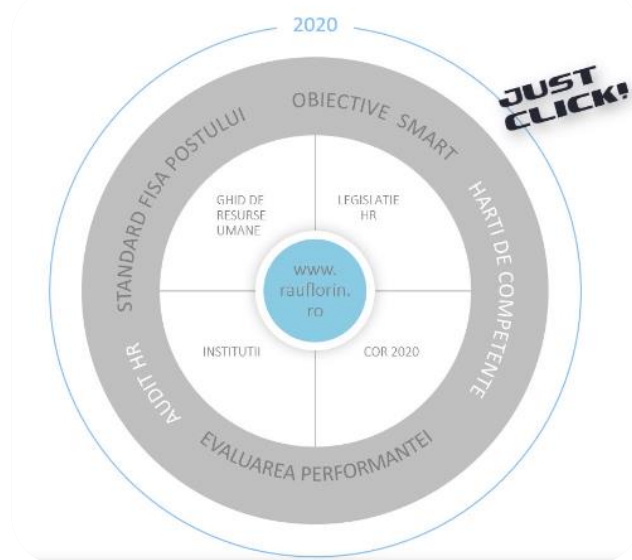 2020
JUST
CLICK!
STANDARD FISA POSTULUI
OBIECTIVE SMART
HARTI DE COMPETENTE
EVALUAREA PERFORMANTEI
AUDIT HR
GHID DE
RESURSE
UMANE
LEGISLATIE
HR
www.
rauflorin.
ro
INSTITUTII
COR 2020